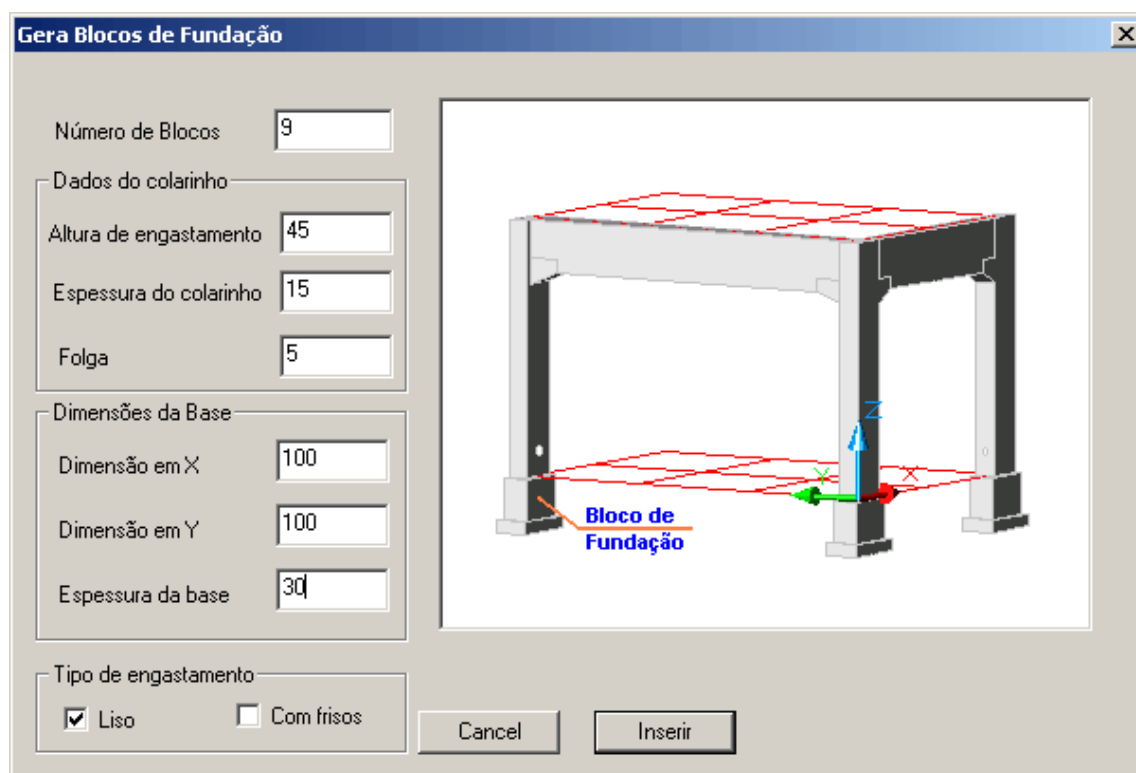 Gera Blocos de Fundação
Número de Blocos
9
Dados do colarinho
Altura de engastamento
45
Espessura do colarinho
15
Folga
5
Dimensões da Base
Dimensão em X
100
Dimensão em Y
100
Espessura da base
30
Tipo de engastamento
Liso
Com frisos
Z
Y
X
Bloco de
Fundação
Cancel
Inserir